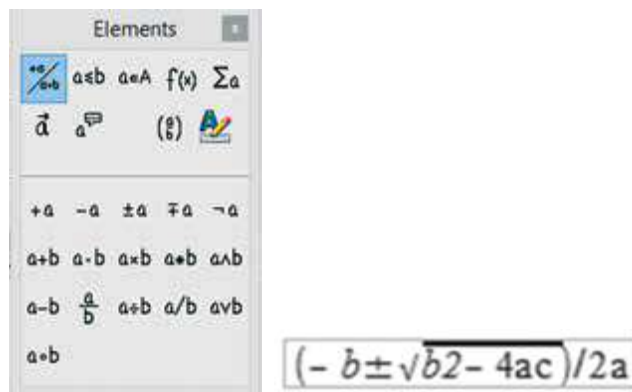 Elements x
+a/a+b a≤b a∈A f(x) Σa
a⃗ a (a b) A
+a -a ±a ∓a ¬a
a+b a·b a×b a∗b a∧b
a-b a/b a÷b a/b a∨b
a∘b
(- b±√b2- 4ac)/2a